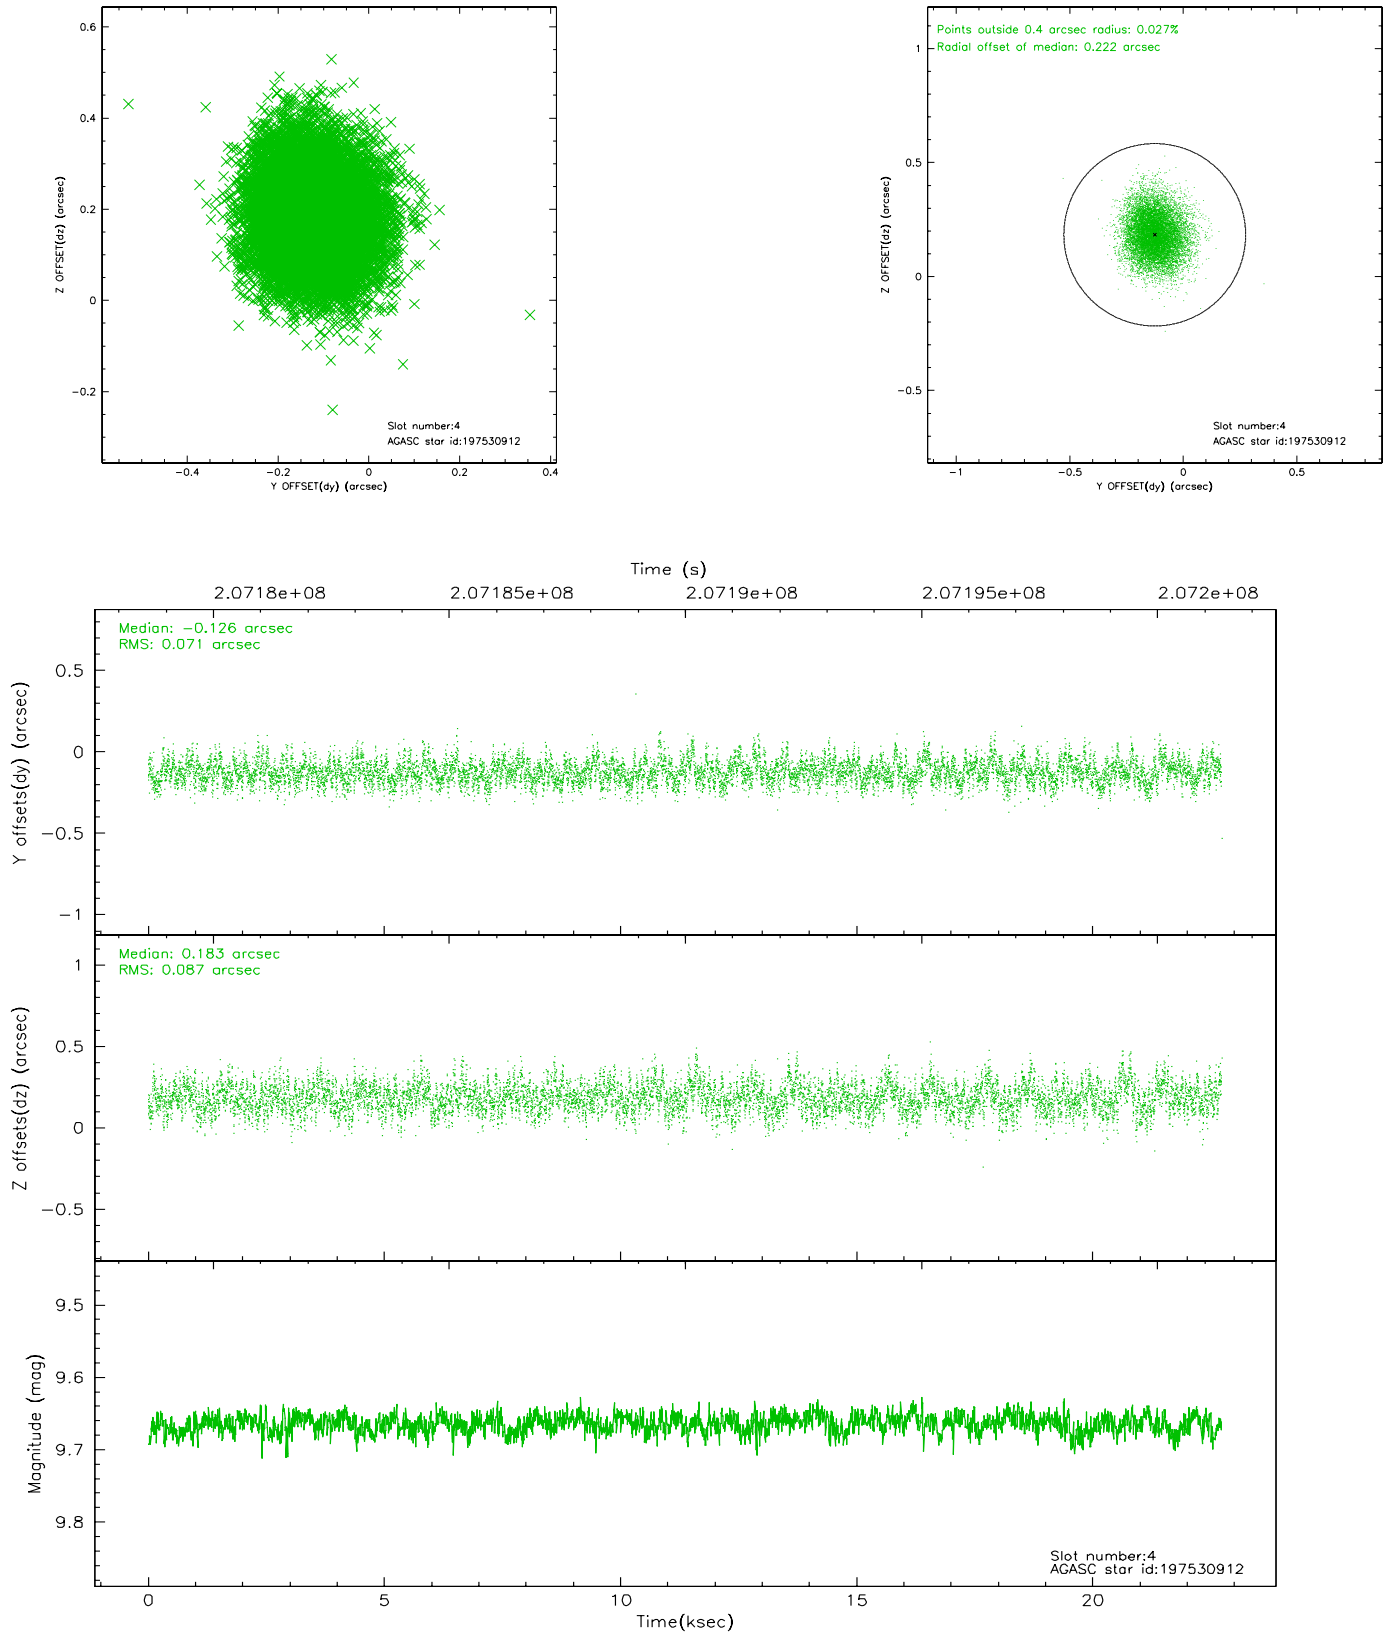 0.6
0.4
0.2
0
−0.2
Z OFFSET(dz) (arcsec)
Slot number:4
AGASC star id:197530912
−0.4 −0.2 0 0.2 0.4
Y OFFSET(dy) (arcsec)
Points outside 0.4 arcsec radius: 0.027%
Radial offset of median: 0.222 arcsec
1
0.5
0
−0.5
Z OFFSET(dz) (arcsec)
Slot number:4
AGASC star id:197530912
−1 −0.5 0 0.5
Y OFFSET(dy) (arcsec)
Time (s)
2.0718e+08 2.07185e+08 2.0719e+08 2.07195e+08 2.072e+08
Median: −0.126 arcsec
RMS: 0.071 arcsec
0.5
0
−0.5
−1
Y offsets(dy) (arcsec)
Median: 0.183 arcsec
RMS: 0.087 arcsec
1
0.5
0
−0.5
Z offsets(dz) (arcsec)
9.5
9.6
9.7
9.8
Magnitude (mag)
Slot number:4
AGASC star id:197530912
0 5 10 15 20
Time(ksec)